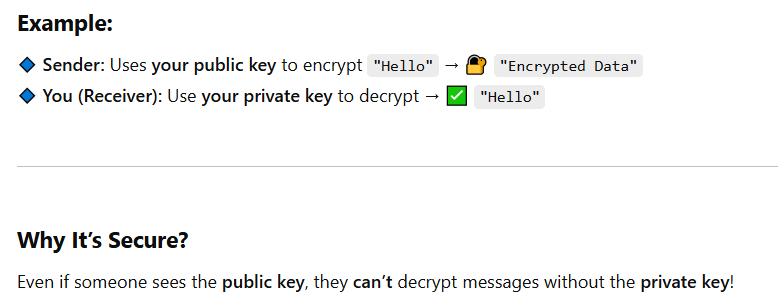 Example:
🔷 Sender: Uses your public key to encrypt "Hello" → 🔐 "Encrypted Data"
🔷 You (Receiver): Use your private key to decrypt → ✅ "Hello"
Why It’s Secure?
Even if someone sees the public key, they can’t decrypt messages without the private key!